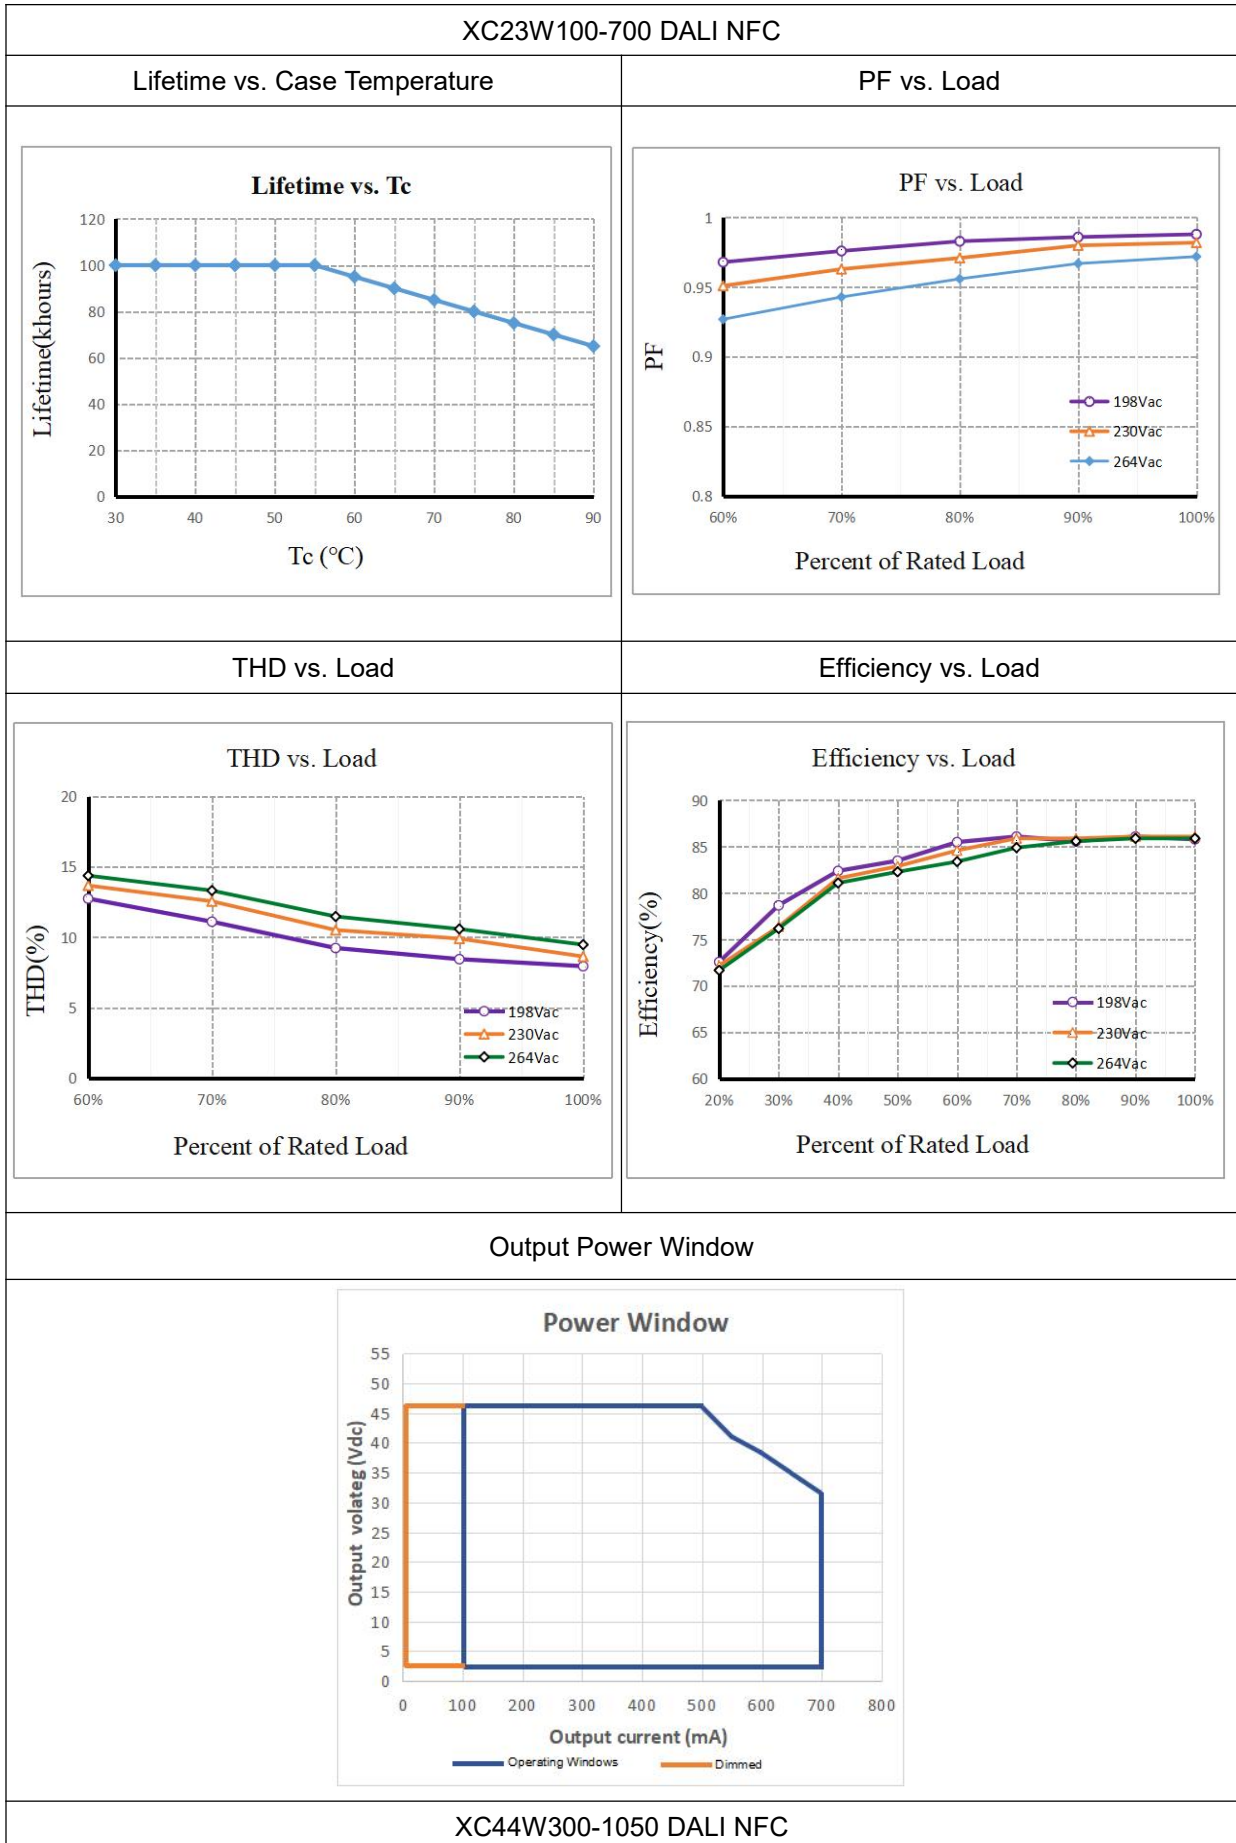 XC23W100-700 DALI NFC
Lifetime vs. Case Temperature
PF vs. Load
Lifetime vs. Tc
Lifetime(khours)
120
100
80
60
40
20
0
30 40 50 60 70 80 90
Tc (°C)
PF vs. Load
PF
1
0.95
0.9
0.85
0.8
198Vac
230Vac
264Vac
60% 70% 80% 90% 100%
Percent of Rated Load
THD vs. Load
Efficiency vs. Load
THD vs. Load
THD(%)
20
15
10
5
0
198Vac
230Vac
264Vac
60% 70% 80% 90% 100%
Percent of Rated Load
Efficiency vs. Load
Efficiency(%)
90
85
80
75
70
65
60
198Vac
230Vac
264Vac
20% 30% 40% 50% 60% 70% 80% 90% 100%
Percent of Rated Load
Output Power Window
Power Window
Output volateg (Vdc)
55
50
45
40
35
30
25
20
15
10
5
0
0 100 200 300 400 500 600 700 800
Output current (mA)
Operating Windows Dimmed
XC44W300-1050 DALI NFC